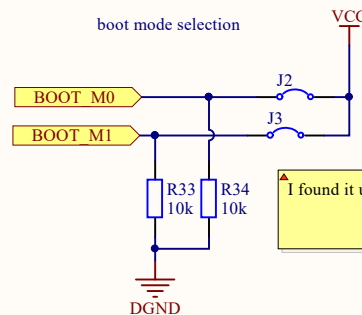 boot mode selection
VCC
J2
BOOT_M0
J3
BOOT_M1
R33
10k
R34
10k
I found it
DGND